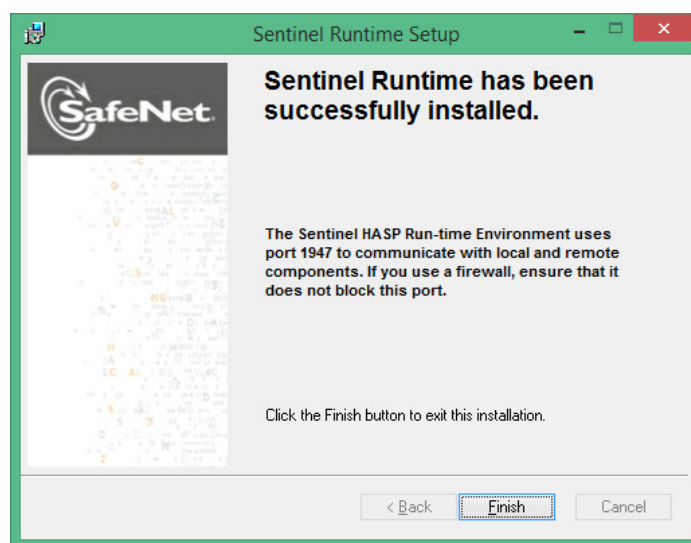 Sentinel Runtime Setup
SafeNet.
Sentinel Runtime has been
successfully installed.
The Sentinel HASP Run-time Environment uses
port 1947 to communicate with local and remote
components. If you use a firewall, ensure that it
does not block this port.
Click the Finish button to exit this installation.
< Back
Finish
Cancel